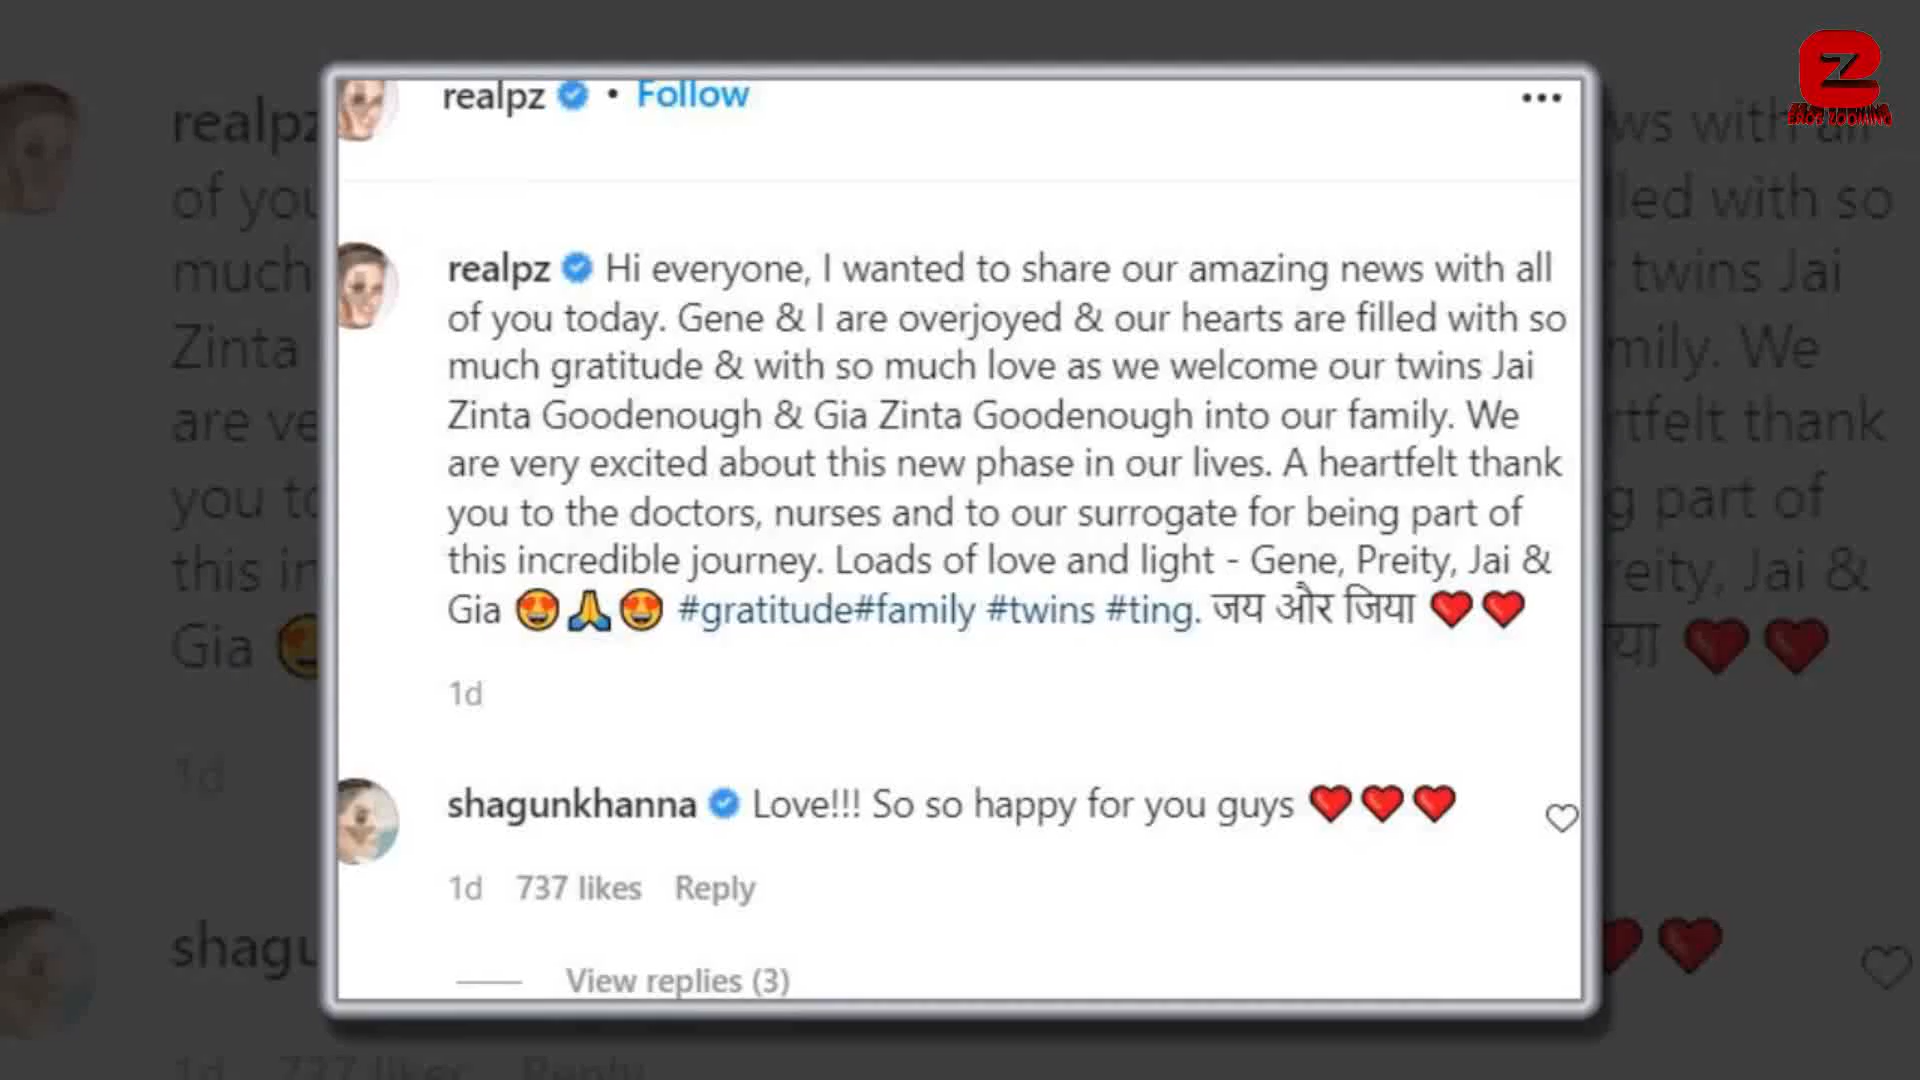 realpz • Follow
realpz Hi everyone, I wanted to share our amazing news with all
of you today. Gene & I are overjoyed & our hearts are filled with so
much gratitude & with so much love as we welcome our twins Jai
Zinta Goodenough & Gia Zinta Goodenough into our family. We
are very excited about this new phase in our lives. A heartfelt thank
you to the doctors, nurses and to our surrogate for being part of
this incredible journey. Loads of love and light - Gene, Preity, Jai &
Gia 😍🙏😍 #gratitude#family #twins #ting. जय और जिया ❤️❤️
1d
shagunkhanna Love!!! So so happy for you guys ❤️❤️❤️
1d 737 likes Reply
View replies (3)
Z